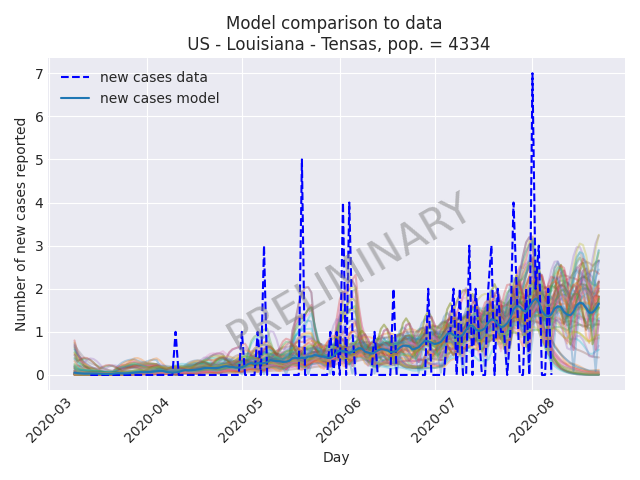 Model comparison to data
US - Louisiana - Tensas, pop. = 4334
new cases data
new cases model
Number of new cases reported
7
6
5
4
3
2
1
0
PRELIMINARY
2020-03
2020-04
2020-05
2020-06
2020-07
2020-08
Day